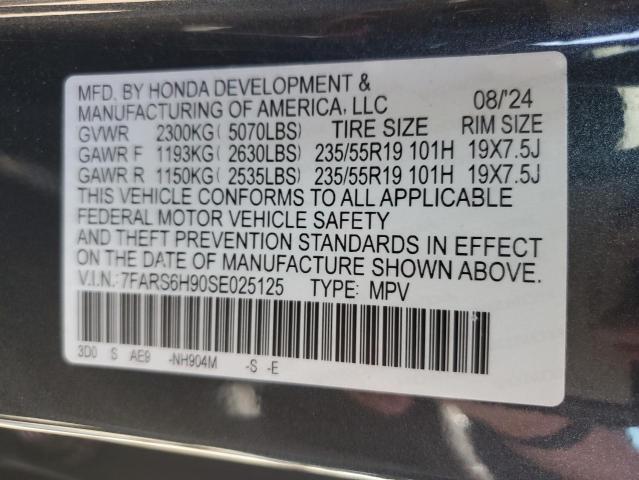 MFD. BY HONDA DEVELOPMENT &
MANUFACTURING OF AMERICA, LLC 08/'24
GVWR 2300KG( 5070LBS) TIRE SIZE RIM SIZE
GAWR F 1193KG( 2630LBS) 235/55R19 101H 19X7.5J
GAWR R 1150KG( 2535LBS) 235/55R19 101H 19X7.5J
THIS VEHICLE CONFORMS TO ALL APPLICABLE
FEDERAL MOTOR VEHICLE SAFETY
AND THEFT PREVENTION STANDARDS IN EFFECT
ON THE DATE OF MANUFACTURE SHOWN ABOVE.
V.I.N.: 7FARS6H90SE025125 TYPE: MPV
3D0 S AE9 -NH904M -S -E